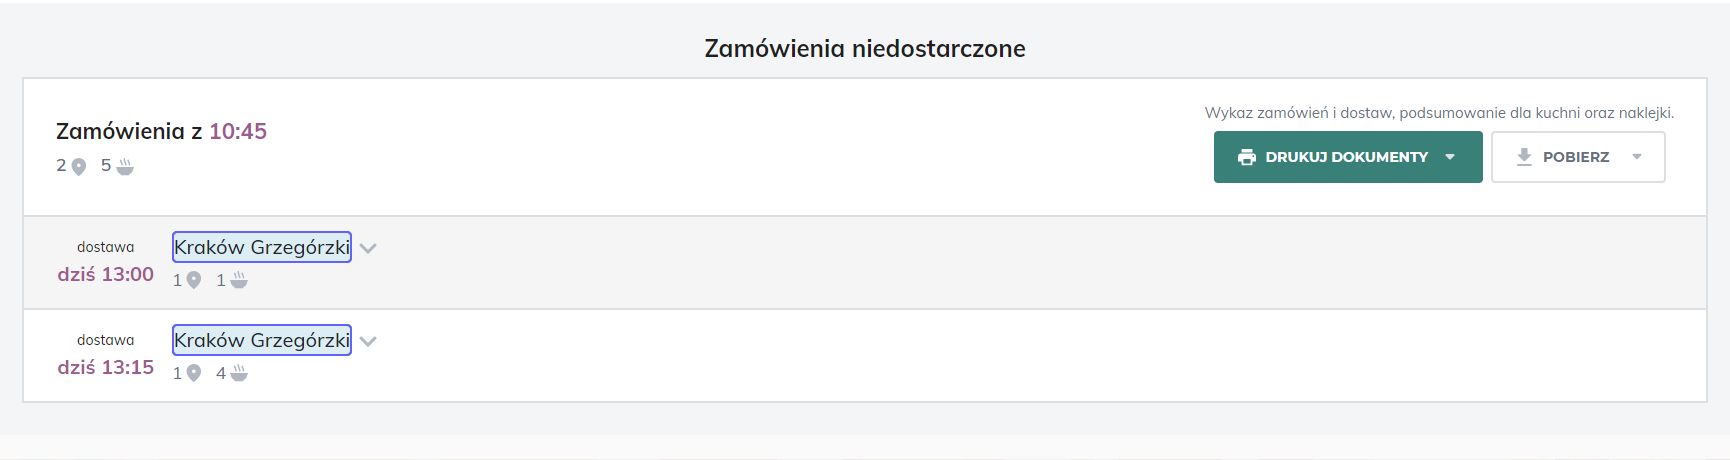 Zamówienia niedostarczone
Wykaz zamówień i dostaw, podsumowanie dla kuchni oraz naklejki.
Zamówienia z 10:45
2 5
DRUKUJ DOKUMENTY
POBIERZ
dostawa
dziś 13:00
Kraków Grzegórzki
1 1
dostawa
dziś 13:15
Kraków Grzegórzki
1 4